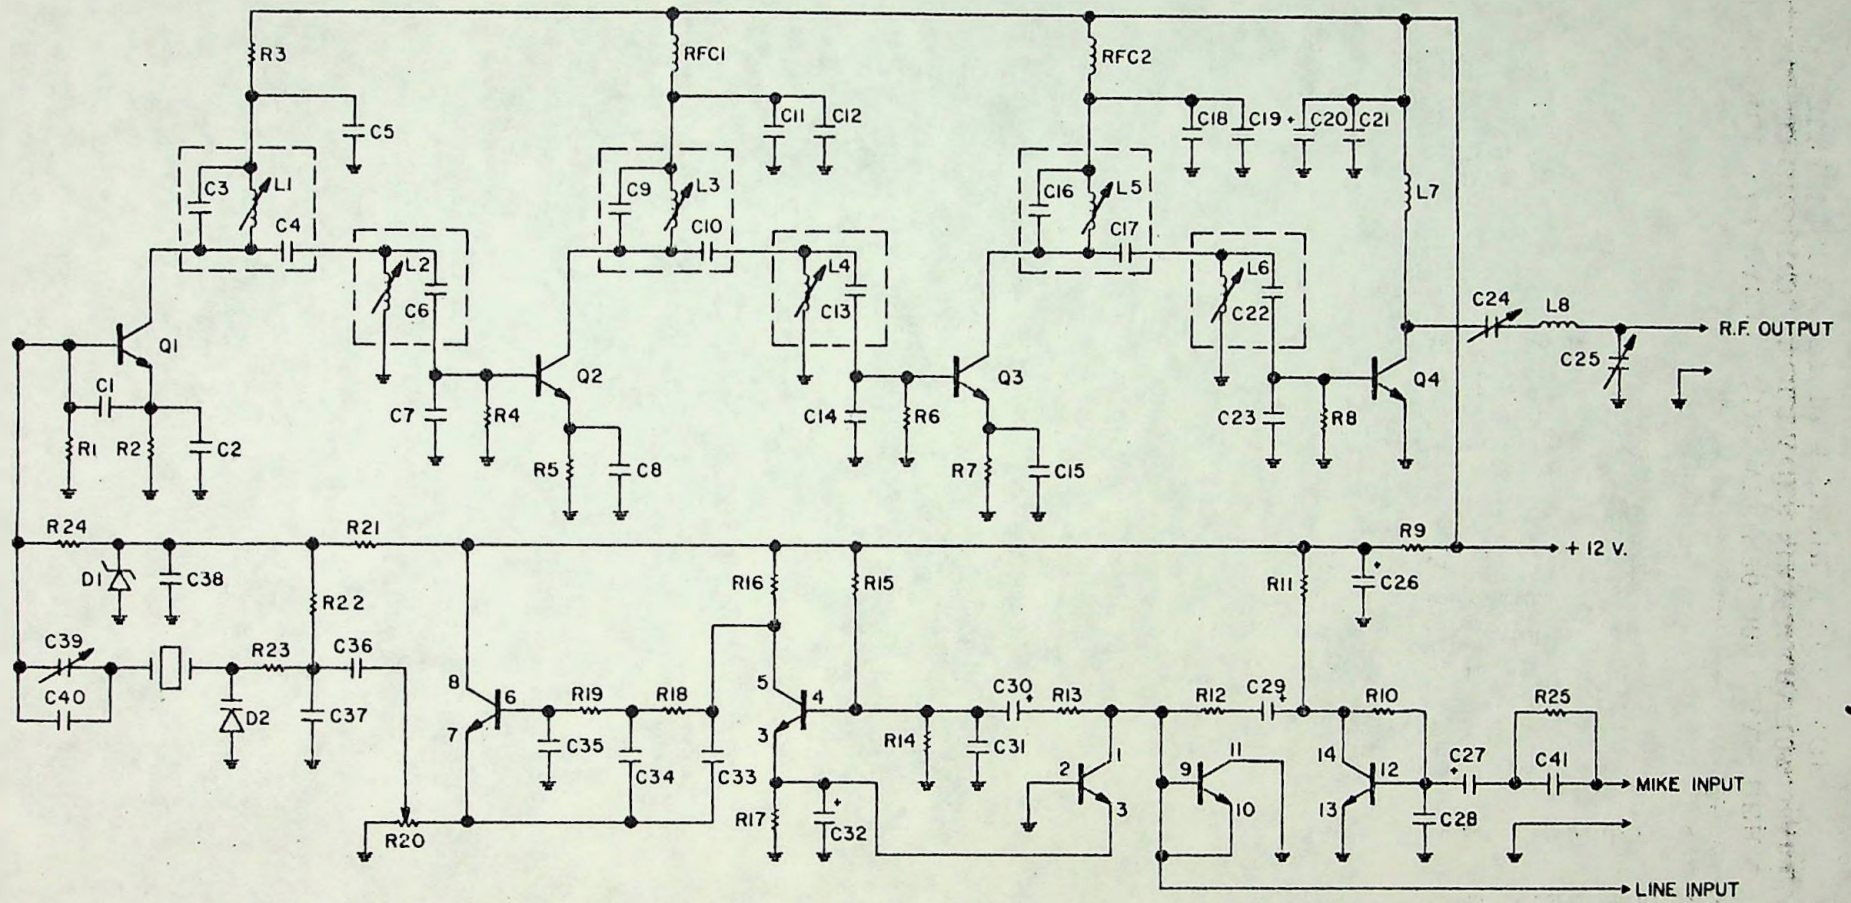 R3
RFC1
RFC2
C5
C11
C12
C18
C19
+
C20
C21
C3
L1
C4
C9
L3
C10
C16
L5
C17
L7
L2
C6
L4
C13
L6
C22
C24
L8
R.F. OUTPUT
C25
Q1
C1
R1
R2
C2
Q2
C7
R4
R5
C8
Q3
C14
R6
R7
C15
Q4
C23
R8
R24
R21
R9
+ 12 V.
D1
C38
R22
R16
R15
R11
+
C26
C39
C40
R23
C36
D2
C37
8
6
7
R19
R18
C35
C34
C33
5
4
3
R14
C31
C30
+
R13
R12
C29
+
R10
R25
R20
R17
+
C32
2
1
3
9
11
10
14
12
13
+
C27
C28
C41
MIKE INPUT
LINE INPUT